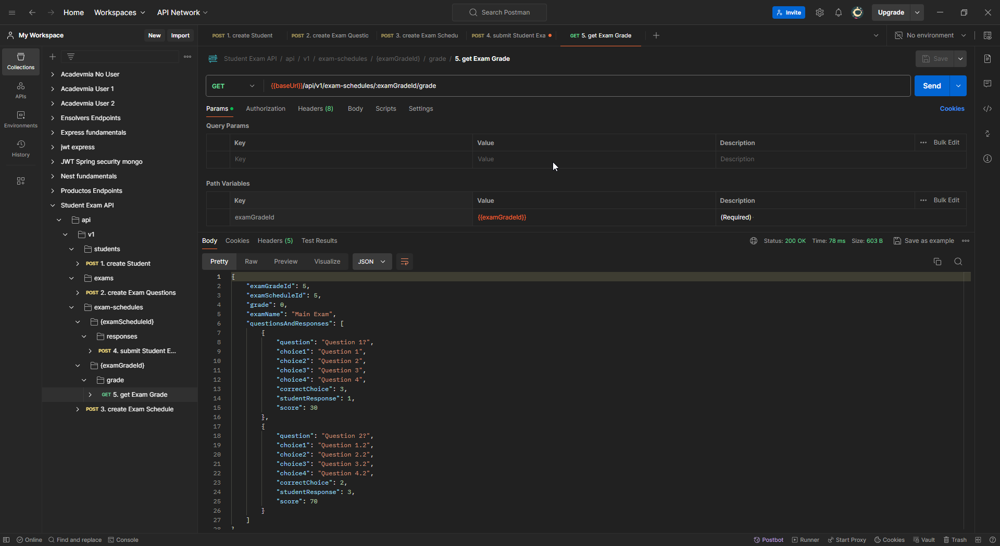 Home Workspaces API Network Search Postman Invite Upgrade
My Workspace New Import POST 1. create Student POST 2. create Exam Questio POST 3. create Exam Schedu POST 4. submit Student Exa GET 5. get Exam Grade No environment
HTTP Student Exam API / api / v1 / exam-schedules / {examGradeId} / grade / 5. get Exam Grade Save
Collections
APIs
Environments
History
Acadevmia No User
Acadevmia User 1
Acadevmia User 2
Ensolvers Endpoints
Express fundamentals
jwt express
JWT Spring security mongo
Nest fundamentals
Productos Endpoints
Student Exam API
api
v1
students
POST 1. create Student
exams
POST 2. create Exam Questions
exam-schedules
{examScheduleId}
responses
POST 4. submit Student E...
{examGradeId}
grade
GET 5. get Exam Grade
POST 3. create Exam Schedule
GET {{baseUrl}}/api/v1/exam-schedules/:examGradeId/grade Send
Params Authorization Headers (8) Body Scripts Settings Cookies
Query Params
Key Value Description Bulk Edit
Key Value Description
Path Variables
Key Value Description Bulk Edit
examGradeId {{examGradeId}} (Required)
Body Cookies Headers (5) Test Results Status: 200 OK Time: 78 ms Size: 603 B Save as example
Pretty Raw Preview Visualize JSON
1 {
2 "examGradeId": 5,
3 "examScheduleId": 5,
4 "grade": 0,
5 "examName": "Main Exam",
6 "questionsAndResponses": [
7 {
8 "question": "Question 1?",
9 "choice1": "Question 1",
10 "choice2": "Question 2",
11 "choice3": "Question 3",
12 "choice4": "Question 4",
13 "correctChoice": 3,
14 "studentResponse": 1,
15 "score": 30
16 },
17 {
18 "question": "Question 2?",
19 "choice1": "Question 1.2",
20 "choice2": "Question 2.2",
21 "choice3": "Question 3.2",
22 "choice4": "Question 4.2",
23 "correctChoice": 2,
24 "studentResponse": 3,
25 "score": 70
26 }
27 ]
28 }
Online Find and replace Console Postbot Runner Start Proxy Cookies Vault Trash